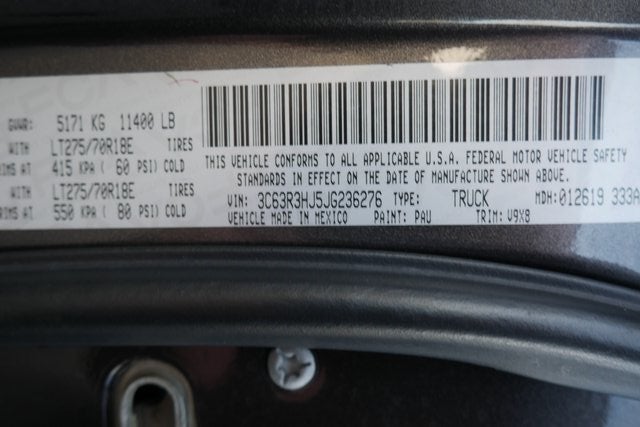 GVWR: 5171 KG 11400 LB
WITH LT275/70R18E TIRES
RIMS AT 415 KPA ( 60 PSI) COLD
WITH LT275/70R18E TIRES
RIMS AT 550 KPA ( 80 PSI) COLD
THIS VEHICLE CONFORMS TO ALL APPLICABLE U.S.A. FEDERAL MOTOR VEHICLE SAFETY
STANDARDS IN EFFECT ON THE DATE OF MANUFACTURE SHOWN ABOVE.
VIN: 3C63R3HJ5JG236276 TYPE: TRUCK MDH: 012619 333A
VEHICLE MADE IN MEXICO PAINT: PAU TRIM: V9X8